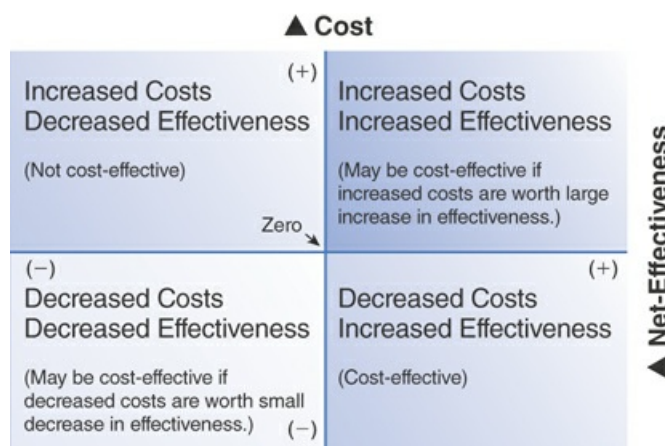 ▲ Cost
(+)
Increased Costs
Decreased Effectiveness
(Not cost-effective)
Increased Costs
Increased Effectiveness
(May be cost-effective if
increased costs are worth large
increase in effectiveness.)
Zero
(−)
Decreased Costs
Decreased Effectiveness
(May be cost-effective if
decreased costs are worth small
decrease in effectiveness.)
(−)
(+)
Decreased Costs
Increased Effectiveness
(Cost-effective)
▲ Net-Effectiveness